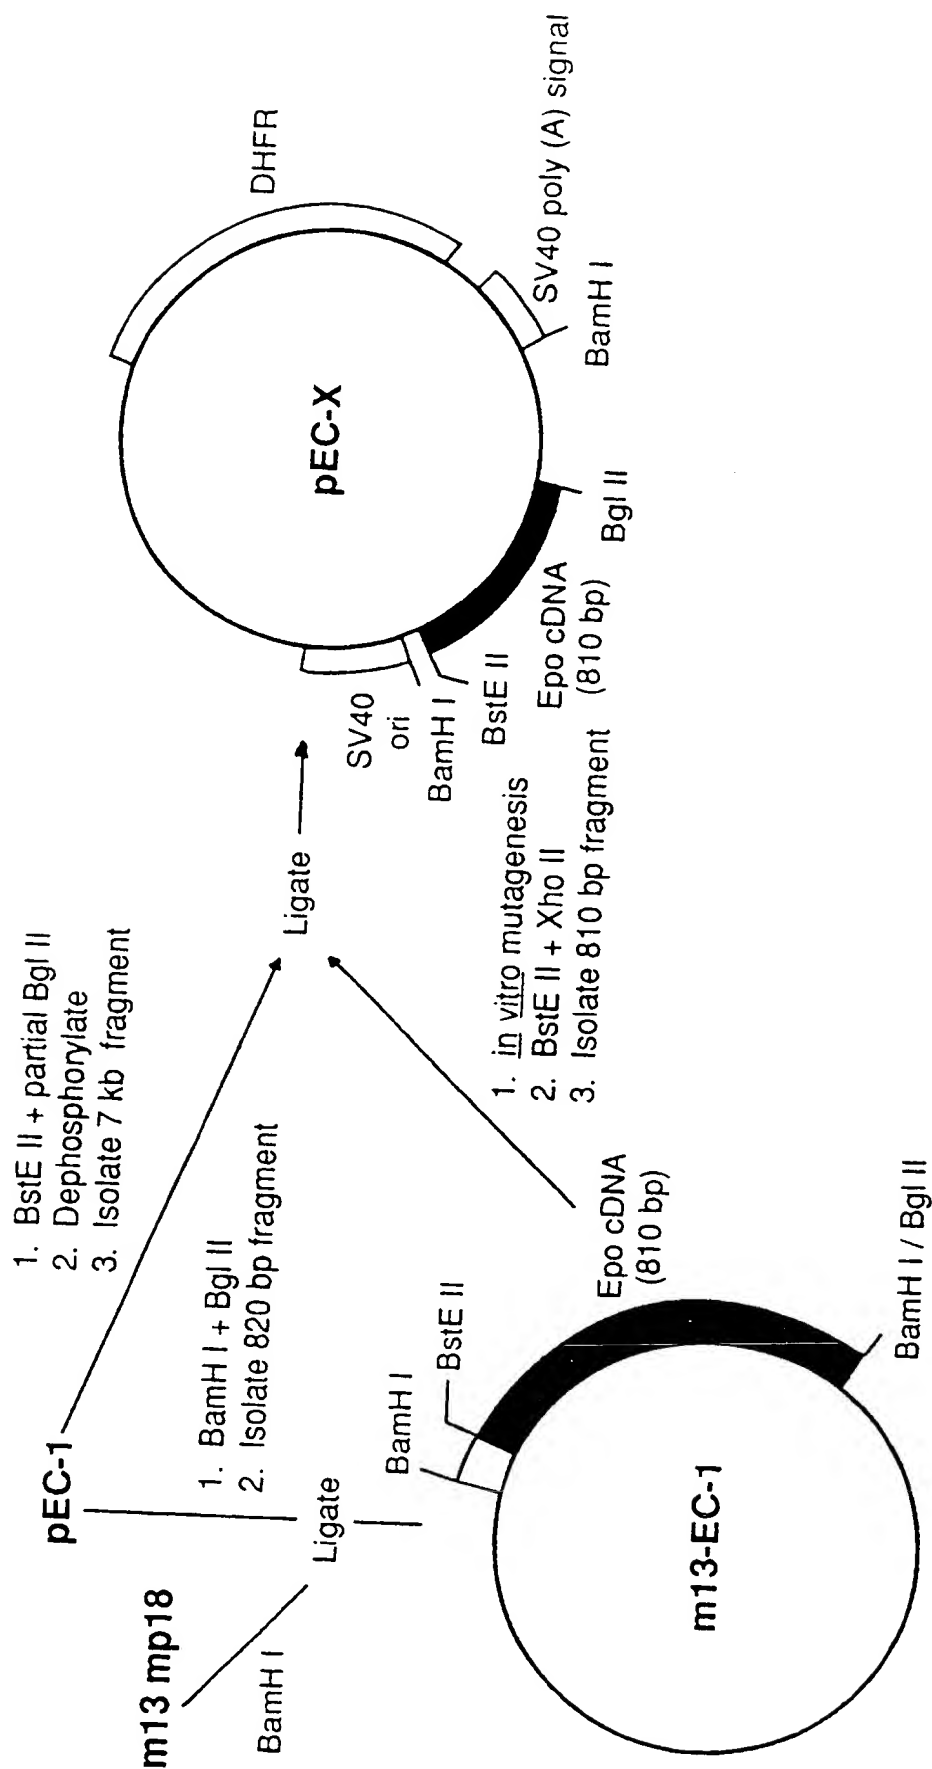 m13 mp18
BamH I
pEC-1
1. BstE II + partial Bgl II
2. Dephosphorylate
3. Isolate 7 kb fragment
1. BamH I + Bgl II
2. Isolate 820 bp fragment
Ligate
Ligate
BamH I
BstE II
m13-EC-1
Epo cDNA
(810 bp)
BamH I / Bgl II
1. in vitro mutagenesis
2. BstE II + Xho II
3. Isolate 810 bp fragment
pEC-X
DHFR
SV40 poly (A) signal
BamH I
Bgl II
Epo cDNA
(810 bp)
BstE II
BamH I
SV40
ori